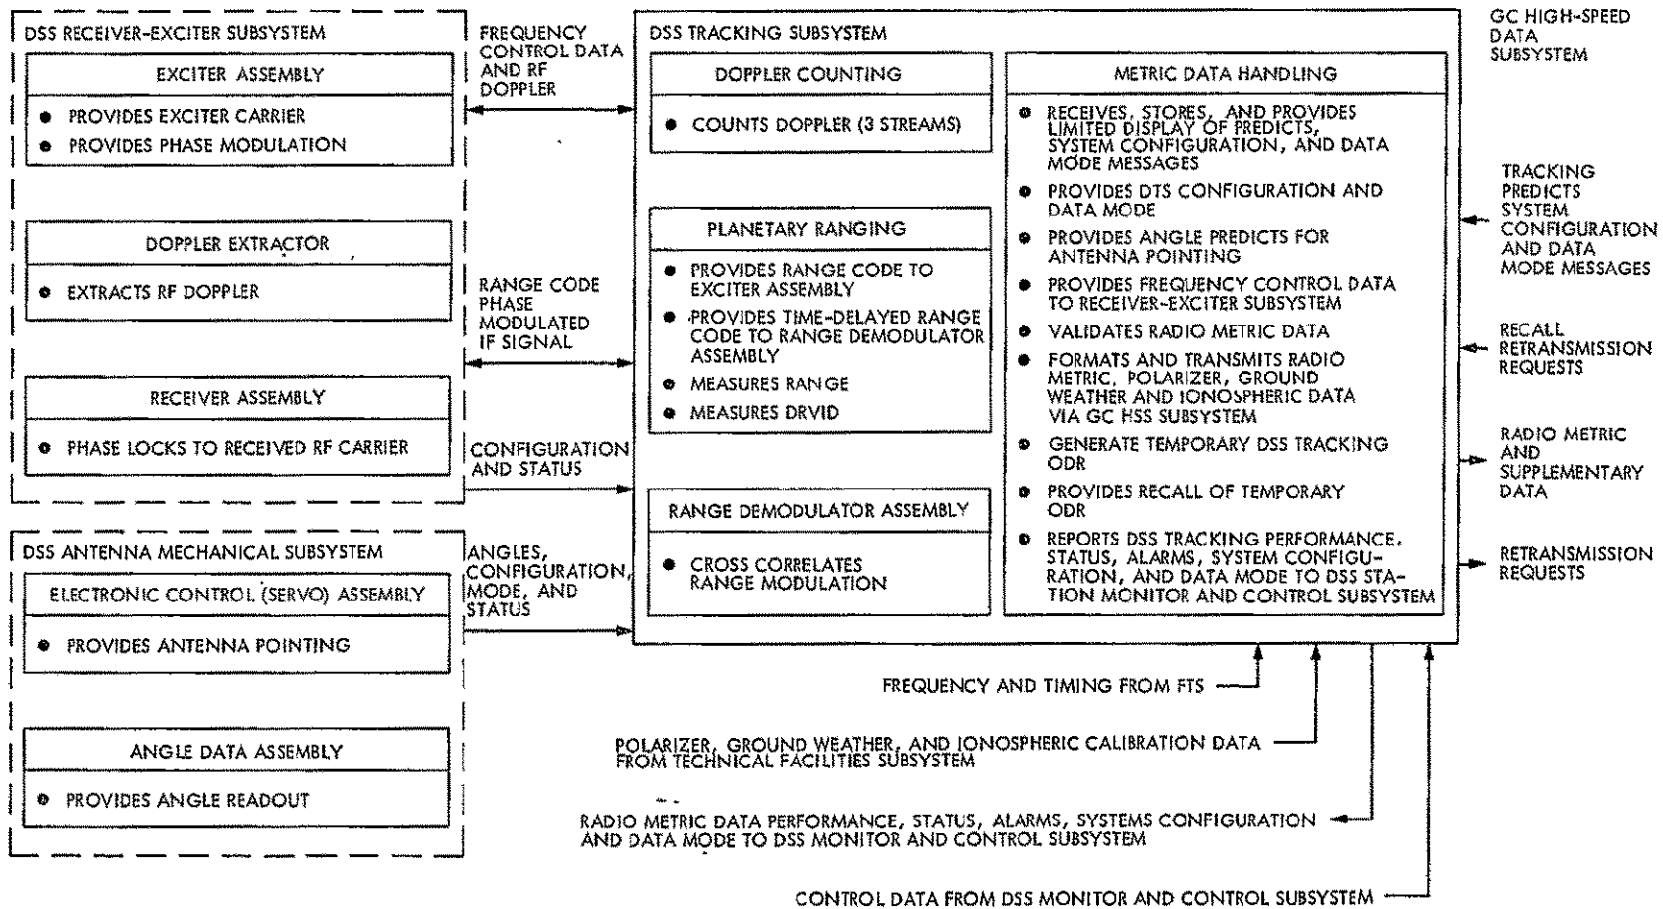 DSS RECEIVER-EXCITER SUBSYSTEM
EXCITER ASSEMBLY
● PROVIDES EXCITER CARRIER
● PROVIDES PHASE MODULATION
DOPPLER EXTRACTOR
● EXTRACTS RF DOPPLER
RECEIVER ASSEMBLY
● PHASE LOCKS TO RECEIVED RF CARRIER
DSS ANTENNA MECHANICAL SUBSYSTEM
ELECTRONIC CONTROL (SERVO) ASSEMBLY
● PROVIDES ANTENNA POINTING
ANGLE DATA ASSEMBLY
● PROVIDES ANGLE READOUT
FREQUENCY
CONTROL DATA
AND RF
DOPPLER
RANGE CODE
PHASE
MODULATED
IF SIGNAL
CONFIGURATION
AND STATUS
ANGLES,
CONFIGURATION,
MODE, AND
STATUS
DSS TRACKING SUBSYSTEM
DOPPLER COUNTING
● COUNTS DOPPLER (3 STREAMS)
PLANETARY RANGING
● PROVIDES RANGE CODE TO
EXCITER ASSEMBLY
● PROVIDES TIME-DELAYED RANGE
CODE TO RANGE DEMODULATOR
ASSEMBLY
● MEASURES RANGE
● MEASURES DRVID
RANGE DEMODULATOR ASSEMBLY
● CROSS CORRELATES
RANGE MODULATION
METRIC DATA HANDLING
● RECEIVES, STORES, AND PROVIDES
LIMITED DISPLAY OF PREDICTS,
SYSTEM CONFIGURATION, AND DATA
MODE MESSAGES
● PROVIDES DTS CONFIGURATION AND
DATA MODE
● PROVIDES ANGLE PREDICTS FOR
ANTENNA POINTING
● PROVIDES FREQUENCY CONTROL DATA
TO RECEIVER-EXCITER SUBSYSTEM
● VALIDATES RADIO METRIC DATA
● FORMATS AND TRANSMITS RADIO
METRIC, POLARIZER, GROUND
WEATHER AND IONOSPHERIC DATA
VIA GC HSS SUBSYSTEM
● GENERATE TEMPORARY DSS TRACKING
ODR
● PROVIDES RECALL OF TEMPORARY
ODR
● REPORTS DSS TRACKING PERFORMANCE,
STATUS, ALARMS, SYSTEM CONFIGU-
RATION, AND DATA MODE TO DSS STA-
TION MONITOR AND CONTROL SUBSYSTEM
GC HIGH-SPEED
DATA
SUBSYSTEM
TRACKING
PREDICTS
SYSTEM
CONFIGURATION
AND DATA
MODE MESSAGES
RECALL
RETRANSMISSION
REQUESTS
RADIO METRIC
AND
SUPPLEMENTARY
DATA
RETRANSMISSION
REQUESTS
FREQUENCY AND TIMING FROM FTS
POLARIZER, GROUND WEATHER, AND IONOSPHERIC CALIBRATION DATA
FROM TECHNICAL FACILITIES SUBSYSTEM
RADIO METRIC DATA PERFORMANCE, STATUS, ALARMS, SYSTEMS CONFIGURATION
AND DATA MODE TO DSS MONITOR AND CONTROL SUBSYSTEM
CONTROL DATA FROM DSS MONITOR AND CONTROL SUBSYSTEM